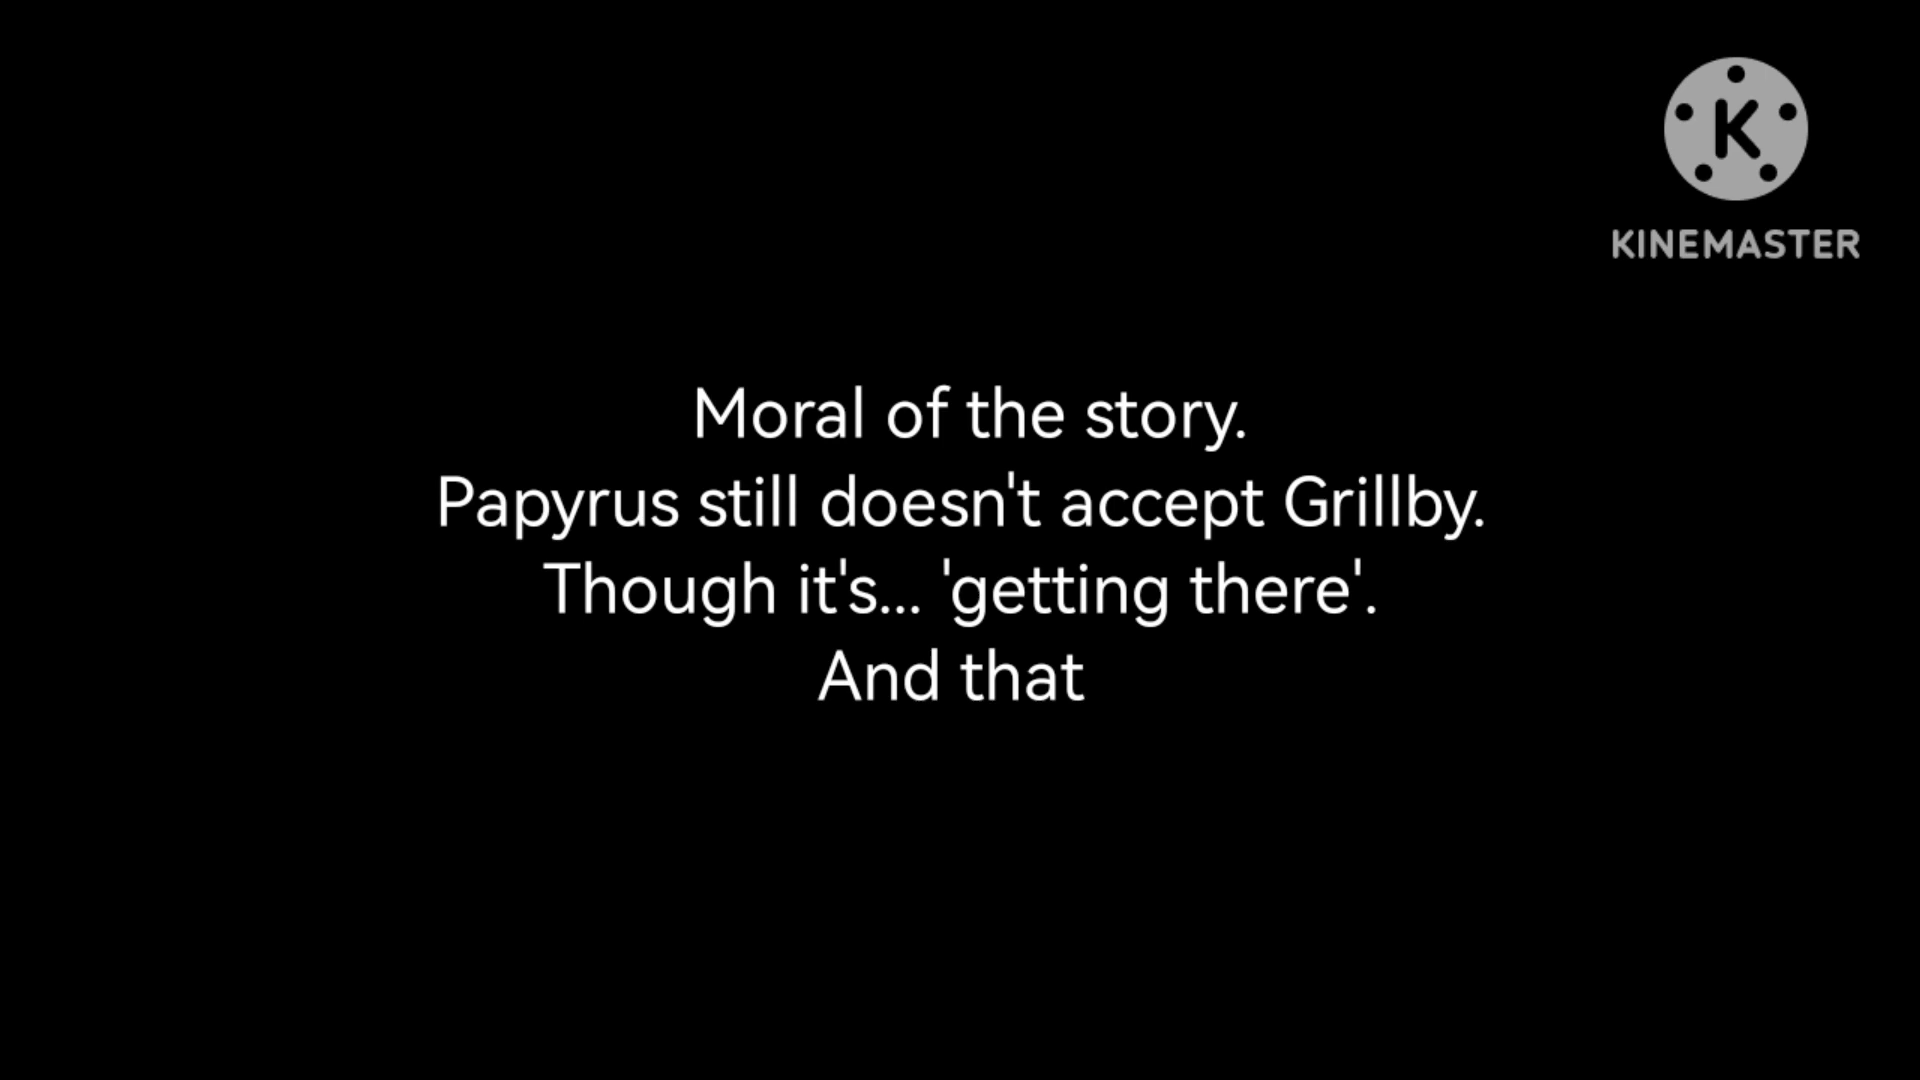 K
KINEMASTER
Moral of the story.
Papyrus still doesn't accept Grillby.
Though it's... 'getting there'.
And that